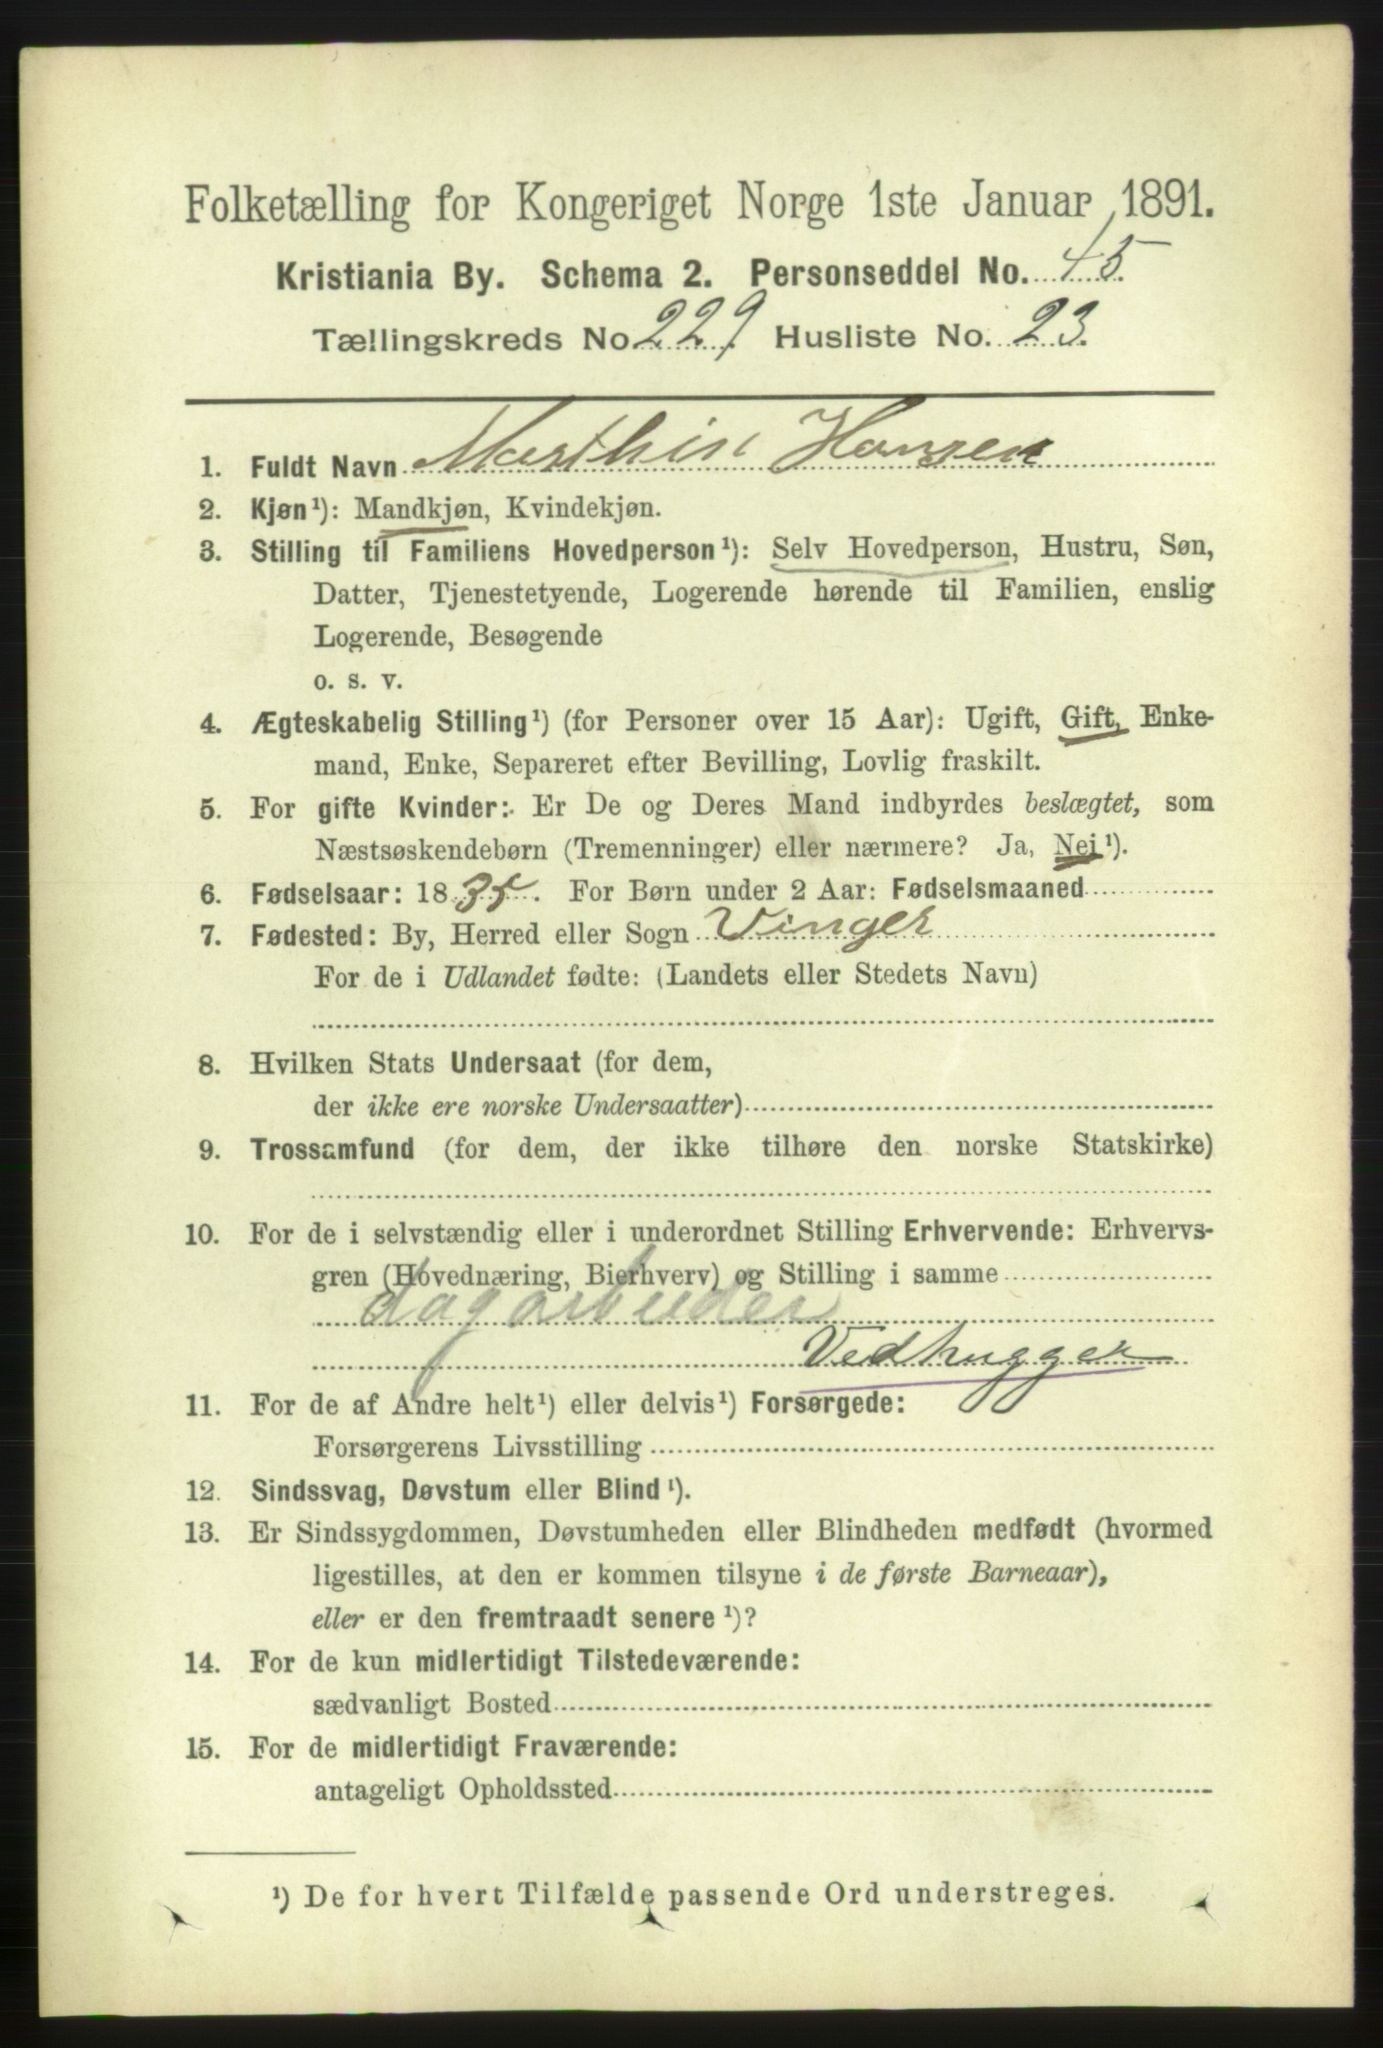 Folketælling for Kongeriget Norge 1ste Januar 1891.
Kristiania By. Schema 2. Personseddel No. 45.
Tællingskreds No. 229. Husliste No. 23.
1. Fuldt Navn Marthin Hansen
2. Kjøn¹): Mandkjøn, Kvindekjøn.
3. Stilling til Familiens Hovedperson¹): Selv Hovedperson, Hustru, Søn,
Datter, Tjenestetyende, Logerende hørende til Familien, enslig
Logerende, Besøgende
o. s. v.
4. Ægteskabelig Stilling¹) (for Personer over 15 Aar): Ugift, Gift, Enke-
mand, Enke, Separeret efter Bevilling, Lovlig fraskilt.
5. For gifte Kvinder: Er De og Deres Mand indbyrdes beslægtet, som
Næstsøskendebørn (Tremenninger) eller nærmere? Ja, Nei¹).
6. Fødselsaar: 1835. For Børn under 2 Aar: Fødselsmaaned
7. Fødested: By, Herred eller Sogn Vinger
For de i Udlandet fødte: (Landets eller Stedets Navn)
8. Hvilken Stats Undersaat (for dem,
der ikke ere norske Undersaatter)
9. Trossamfund (for dem, der ikke tilhøre den norske Statskirke)
10. For de i selvstændig eller i underordnet Stilling Erhvervende: Erhvervs-
gren (Hovednæring, Bierhverv) og Stilling i samme
dagarbeider
Vedhugger
11. For de af Andre helt¹) eller delvis¹) Forsørgede:
Forsørgerens Livsstilling
12. Sindssvag, Døvstum eller Blind¹).
13. Er Sindssygdommen, Døvstumheden eller Blindheden medfødt (hvormed
ligestilles, at den er kommen tilsyne i de første Barneaar),
eller er den fremtraadt senere¹)?
14. For de kun midlertidigt Tilstedeværende:
sædvanligt Bosted
15. For de midlertidigt Fraværende:
antageligt Opholdssted
¹) De for hvert Tilfælde passende Ord understreges.